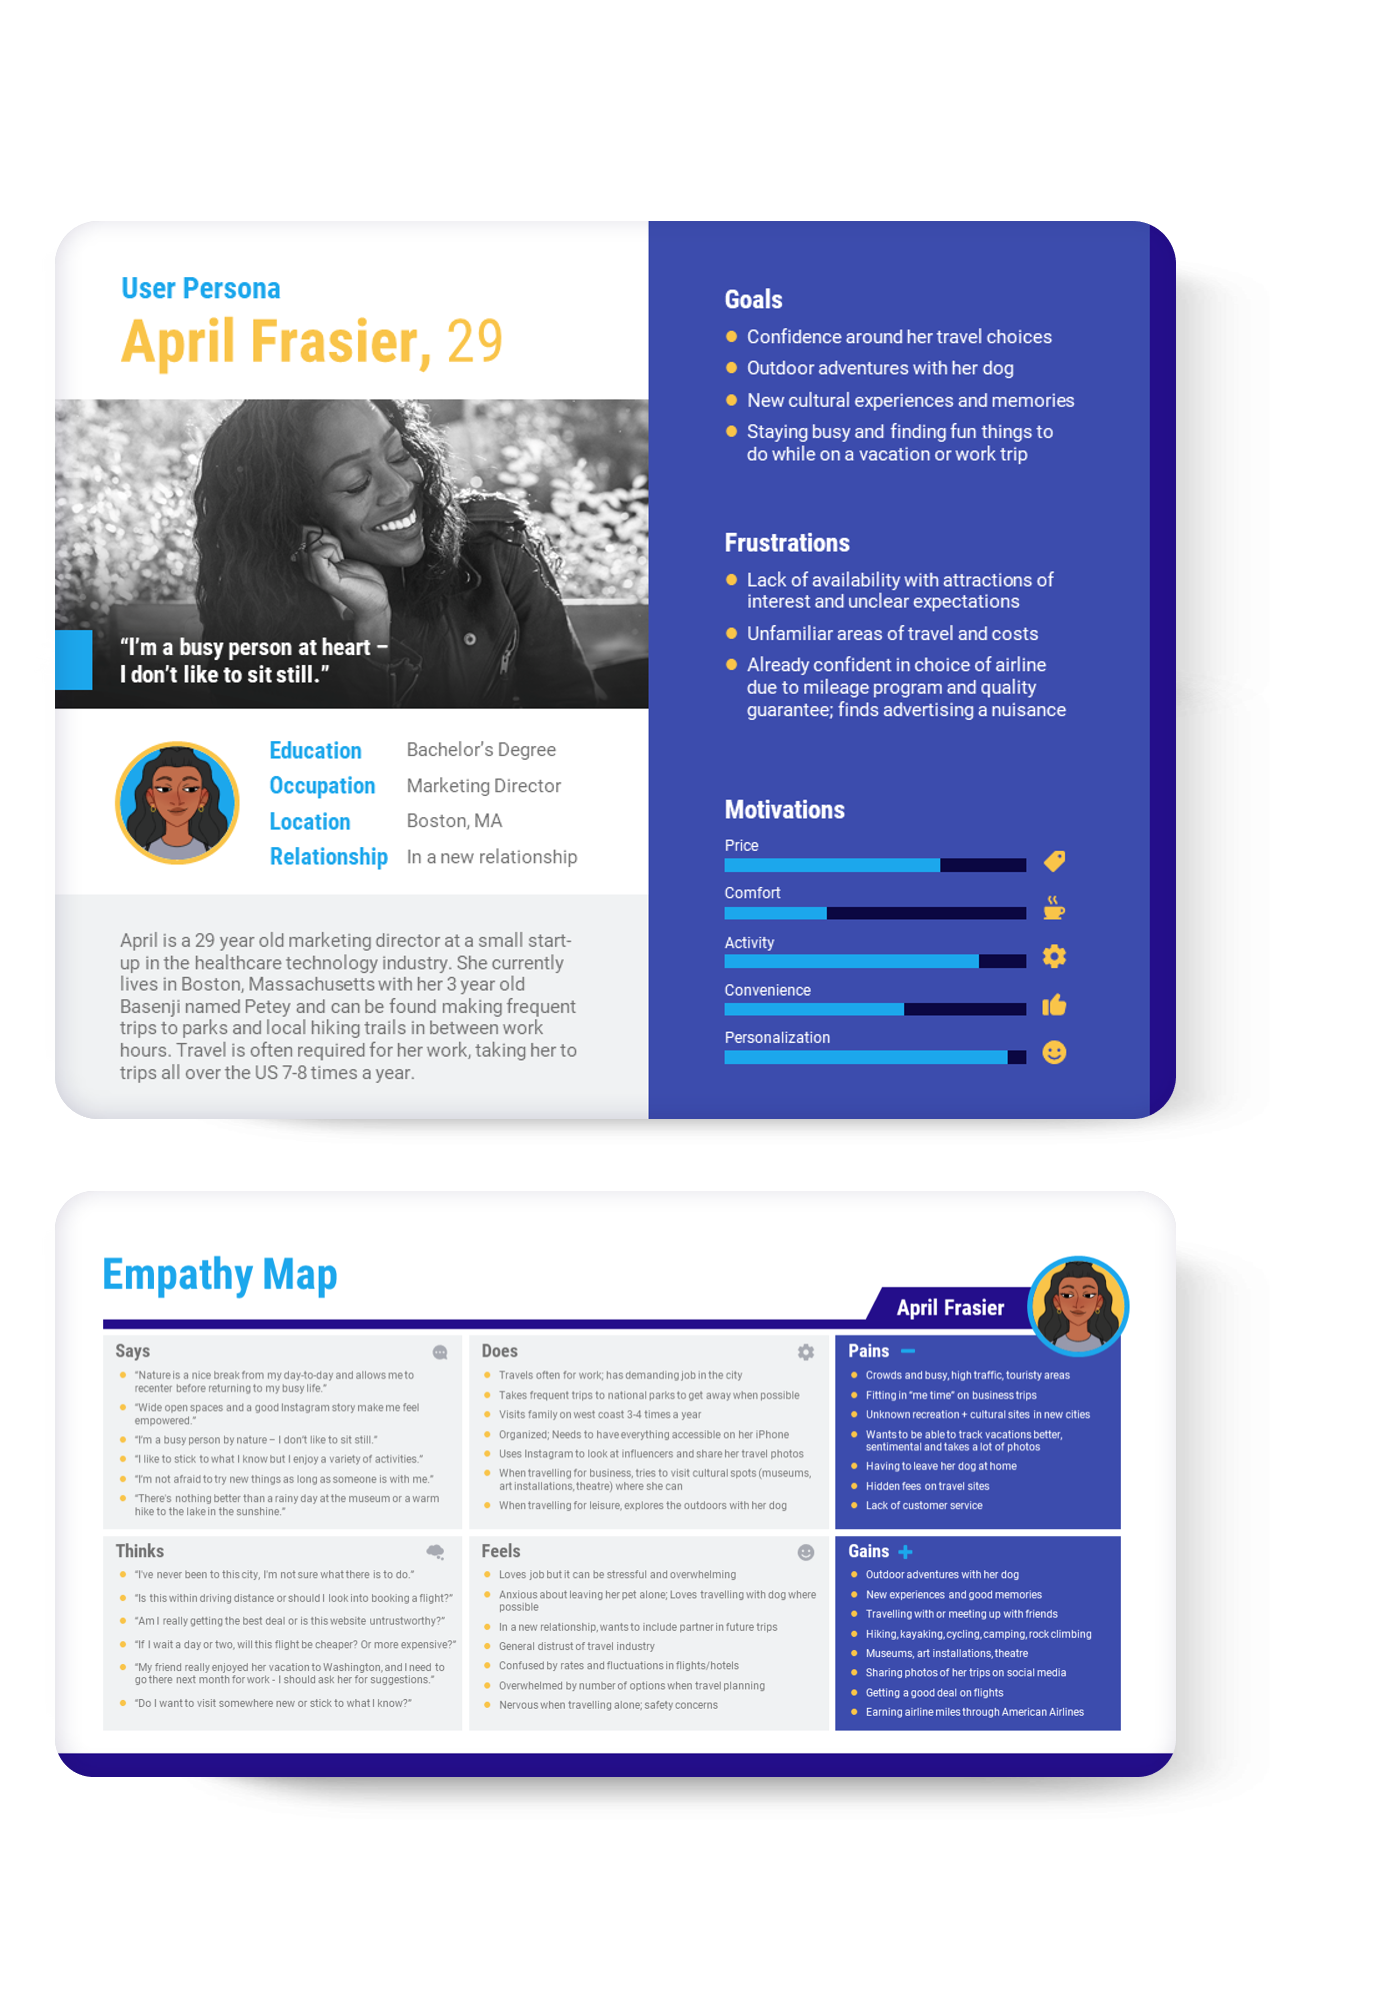 User Persona
April Frasier, 29
“I’m a busy person at heart –
I don’t like to sit still.”
Education Bachelor’s Degree
Occupation Marketing Director
Location Boston, MA
Relationship In a new relationship
April is a 29 year old marketing director at a small start-
up in the healthcare technology industry. She currently
lives in Boston, Massachusetts with her 3 year old
Basenji named Petey and can be found making frequent
trips to parks and local hiking trails in between work
hours. Travel is often required for her work, taking her to
trips all over the US 7-8 times a year.
Goals
Confidence around her travel choices
Outdoor adventures with her dog
New cultural experiences and memories
Staying busy and finding fun things to
do while on a vacation or work trip
Frustrations
Lack of availability with attractions of
interest and unclear expectations
Unfamiliar areas of travel and costs
Already confident in choice of airline
due to mileage program and quality
guarantee; finds advertising a nuisance
Motivations
Price
Comfort
Activity
Convenience
Personalization
Empathy Map
April Frasier
Says
“Nature is a nice break from my day-to-day and allows me to
recenter before returning to my busy life.”
“Wide open spaces and a good Instagram story make me feel
empowered.”
“I’m a busy person by nature – I don’t like to sit still.”
“I like to stick to what I know but I enjoy a variety of activities.”
“I’m not afraid to try new things as long as someone is with me.”
“There’s nothing better than a rainy day at the museum or a warm
hike to the lake in the sunshine.”
Does
Travels often for work; has demanding job in the city
Takes frequent trips to national parks to get away when possible
Visits family on west coast 3-4 times a year
Organized; Needs to have everything accessible on her iPhone
Uses Instagram to look at influencers and share her travel photos
When travelling for business, tries to visit cultural spots (museums,
art installations, theatre) where she can
When travelling for leisure, explores the outdoors with her dog
Pains
Crowds and busy, high traffic, touristy areas
Fitting in “me time” on business trips
Unknown recreation + cultural sites in new cities
Wants to be able to track vacations better,
sentimental and takes a lot of photos
Having to leave her dog at home
Hidden fees on travel sites
Lack of customer service
Thinks
“I’ve never been to this city, I’m not sure what there is to do.”
“Is this within driving distance or should I look into booking a flight?”
“Am I really getting the best deal or is this website untrustworthy?”
“If I wait a day or two, will this flight be cheaper? Or more expensive?”
“My friend really enjoyed her vacation to Washington, and I need to
go there next month for work - I should ask her for suggestions.”
“Do I want to visit somewhere new or stick to what I know?”
Feels
Loves job but it can be stressful and overwhelming
Anxious about leaving her pet alone; Loves travelling with dog where
possible
In a new relationship, wants to include partner in future trips
General distrust of travel industry
Confused by rates and fluctuations in flights/hotels
Overwhelmed by number of options when travel planning
Nervous when travelling alone; safety concerns
Gains
Outdoor adventures with her dog
New experiences and good memories
Travelling with or meeting up with friends
Hiking, kayaking, cycling, camping, rock climbing
Museums, art installations, theatre
Sharing photos of her trips on social media
Getting a good deal on flights
Earning airline miles through American Airlines